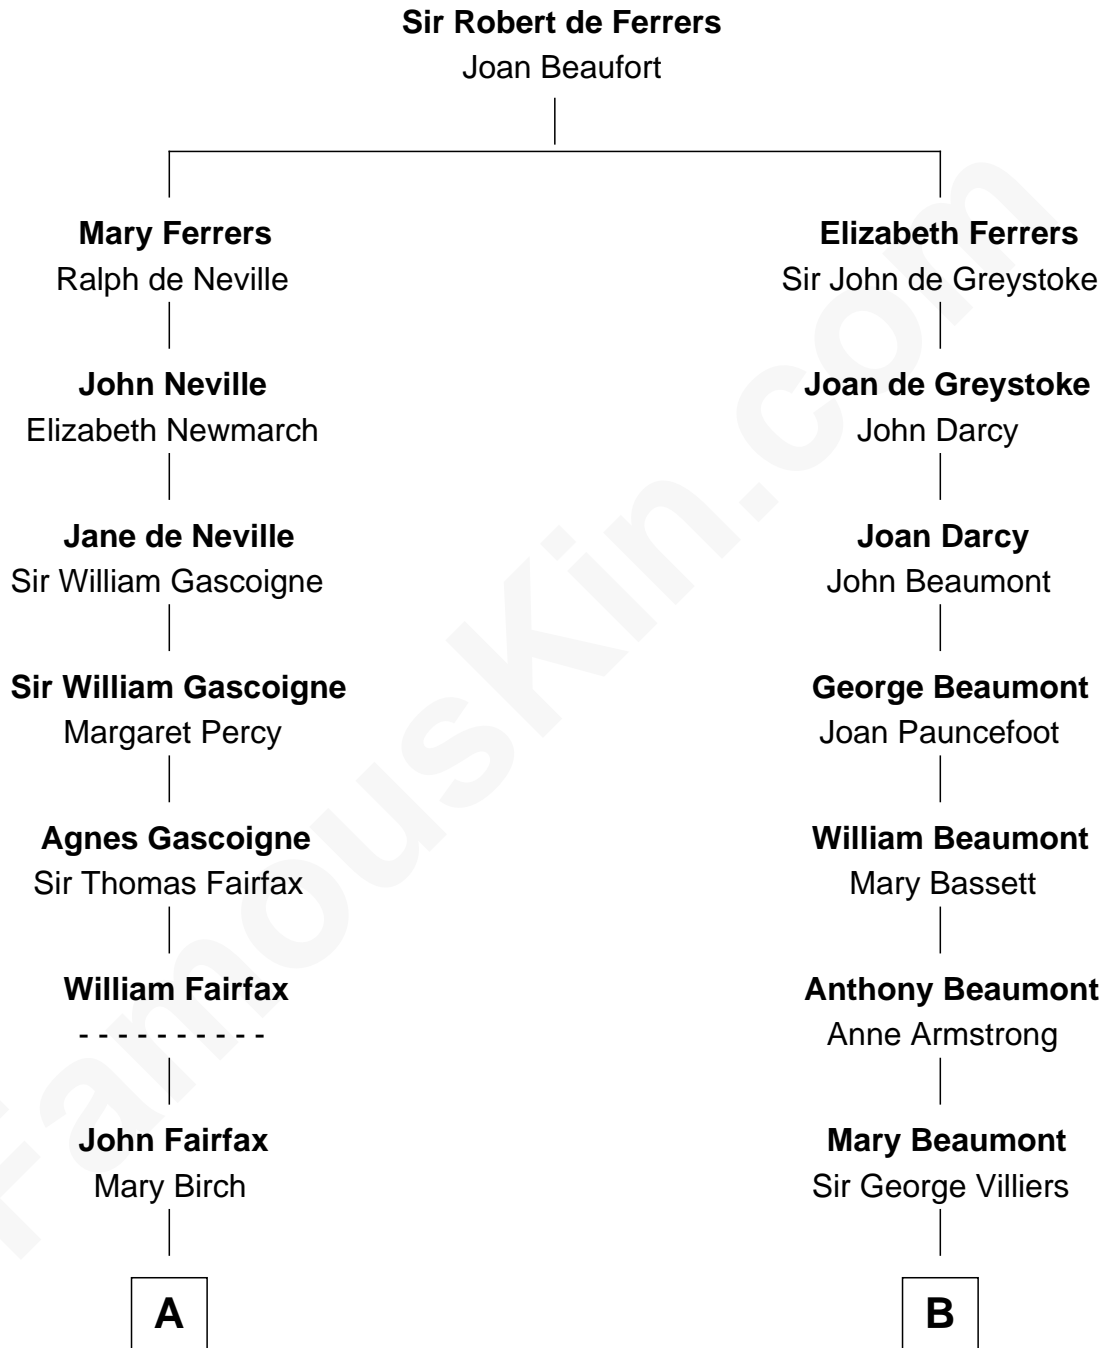 Sir Robert de Ferrers
Joan Beaufort
Mary Ferrers
Ralph de Neville
Elizabeth Ferrers
Sir John de Greystoke
John Neville
Elizabeth Newmarch
Joan de Greystoke
John Darcy
Jane de Neville
Sir William Gascoigne
Joan Darcy
John Beaumont
Sir William Gascoigne
Margaret Percy
George Beaumont
Joan Pauncefoot
Agnes Gascoigne
Sir Thomas Fairfax
William Beaumont
Mary Bassett
William Fairfax
- - - - - - - - - -
Anthony Beaumont
Anne Armstrong
John Fairfax
Mary Birch
Mary Beaumont
Sir George Villiers
A
B
FamousKin.com